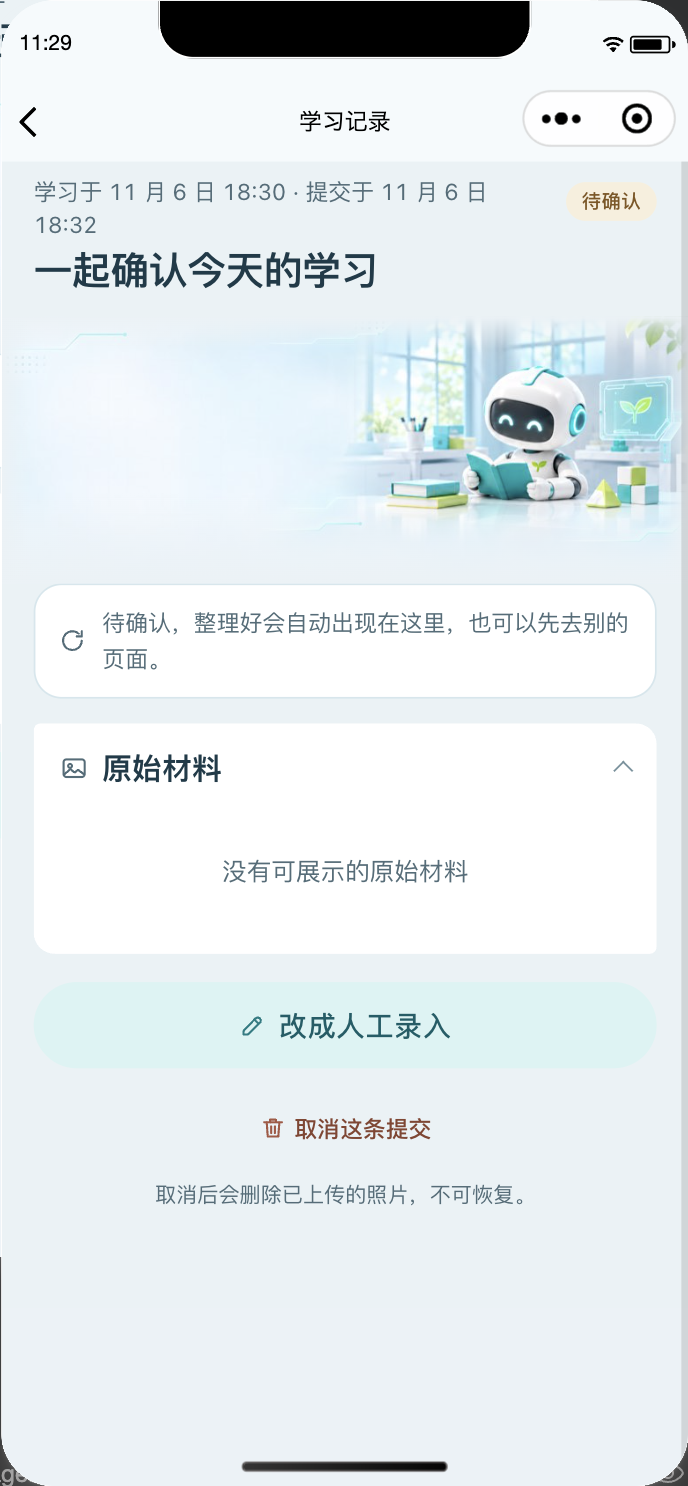 11:29
学习记录
学习于 11 月 6 日 18:30 · 提交于 11 月 6 日
18:32
待确认
一起确认今天的学习
待确认，整理好会自动出现在这里，也可以先去别的
页面。
原始材料
没有可展示的原始材料
改成人工录入
取消这条提交
取消后会删除已上传的照片，不可恢复。